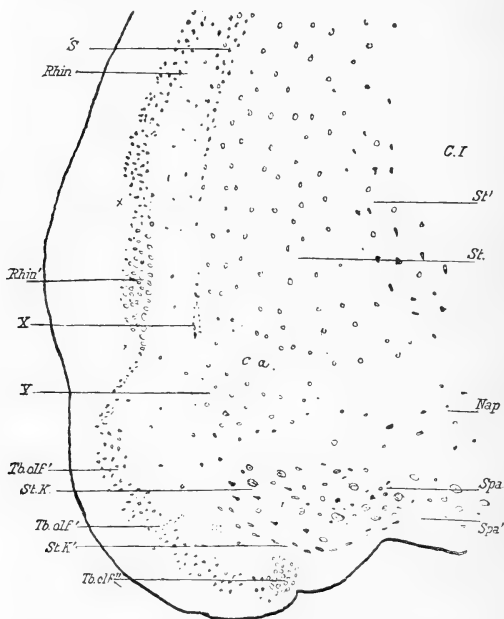 'S
Rhin
C.I
St'
St.
Rhin'
X
C a.
V
Nap
Tb.olf'
St.K.
Spa
Tb.olf'
Spa'
St.K'
Tb.olf"
x
x